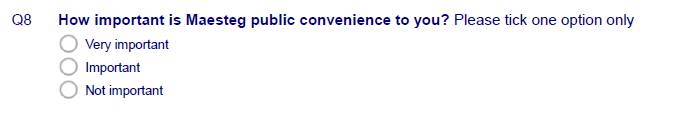 Q8 How important is Maesteg public convenience to you? Please tick one option only
Very important
Important
Not important